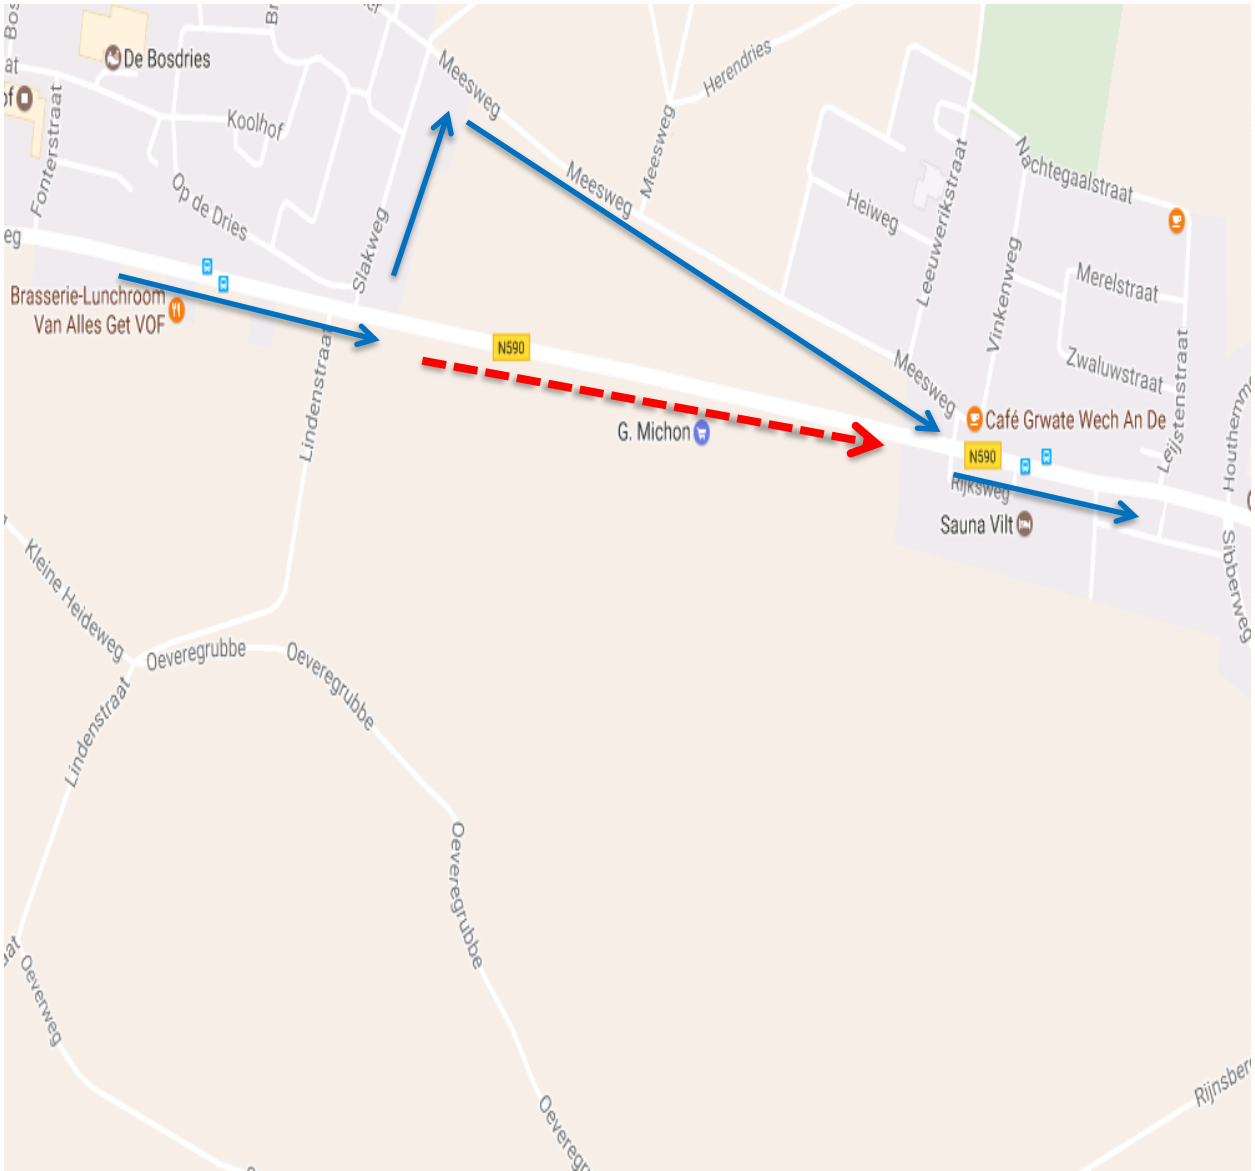 De Bosdries
Koolhof
Fonterstraat
Op de Dries
Slakweg
Brasserie-Lunchroom
Van Alles Get VOF
Lindenstraat
Meesweg
Meesweg
Meesweg
Herendries
Meesweg
Heiweg
Leeuwerikstraat
Vinkenweg
Nachtegaalstraat
Merelstraat
Zwaluwstraat
Leijstenstraat
N590
G. Michon
Café Grwate Wech An De
N590
Rijksweg
Sauna Vilt
Sibberweg
Kleine Heideweg
Oeveregrubbe
Oeveregrubbe
Lindenstraat
Oeveregrubbe
Oeverweg